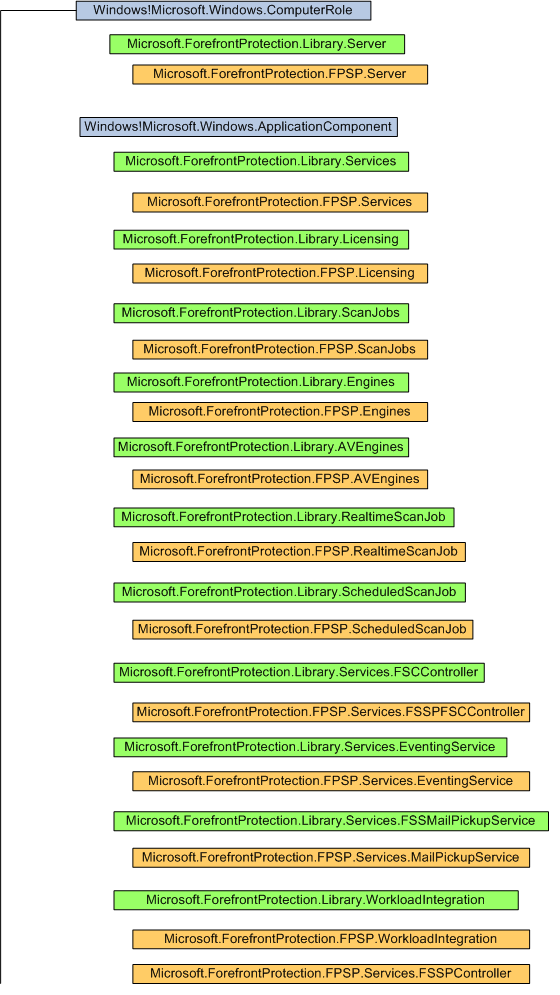 Windows!Microsoft.Windows.ComputerRole
Microsoft.ForefrontProtection.Library.Server
Microsoft.ForefrontProtection.FPSP.Server
Windows!Microsoft.Windows.ApplicationComponent
Microsoft.ForefrontProtection.Library.Services
Microsoft.ForefrontProtection.FPSP.Services
Microsoft.ForefrontProtection.Library.Licensing
Microsoft.ForefrontProtection.FPSP.Licensing
Microsoft.ForefrontProtection.Library.ScanJobs
Microsoft.ForefrontProtection.FPSP.ScanJobs
Microsoft.ForefrontProtection.Library.Engines
Microsoft.ForefrontProtection.FPSP.Engines
Microsoft.ForefrontProtection.Library.AVEngines
Microsoft.ForefrontProtection.FPSP.AVEngines
Microsoft.ForefrontProtection.Library.RealtimeScanJob
Microsoft.ForefrontProtection.FPSP.RealtimeScanJob
Microsoft.ForefrontProtection.Library.ScheduledScanJob
Microsoft.ForefrontProtection.FPSP.ScheduledScanJob
Microsoft.ForefrontProtection.Library.Services.FSCController
Microsoft.ForefrontProtection.FPSP.Services.FSSPFSCController
Microsoft.ForefrontProtection.Library.Services.EventingService
Microsoft.ForefrontProtection.FPSP.Services.EventingService
Microsoft.ForefrontProtection.Library.Services.FSSMailPickupService
Microsoft.ForefrontProtection.FPSP.Services.MailPickupService
Microsoft.ForefrontProtection.Library.WorkloadIntegration
Microsoft.ForefrontProtection.FPSP.WorkloadIntegration
Microsoft.ForefrontProtection.FPSP.Services.FSSPController